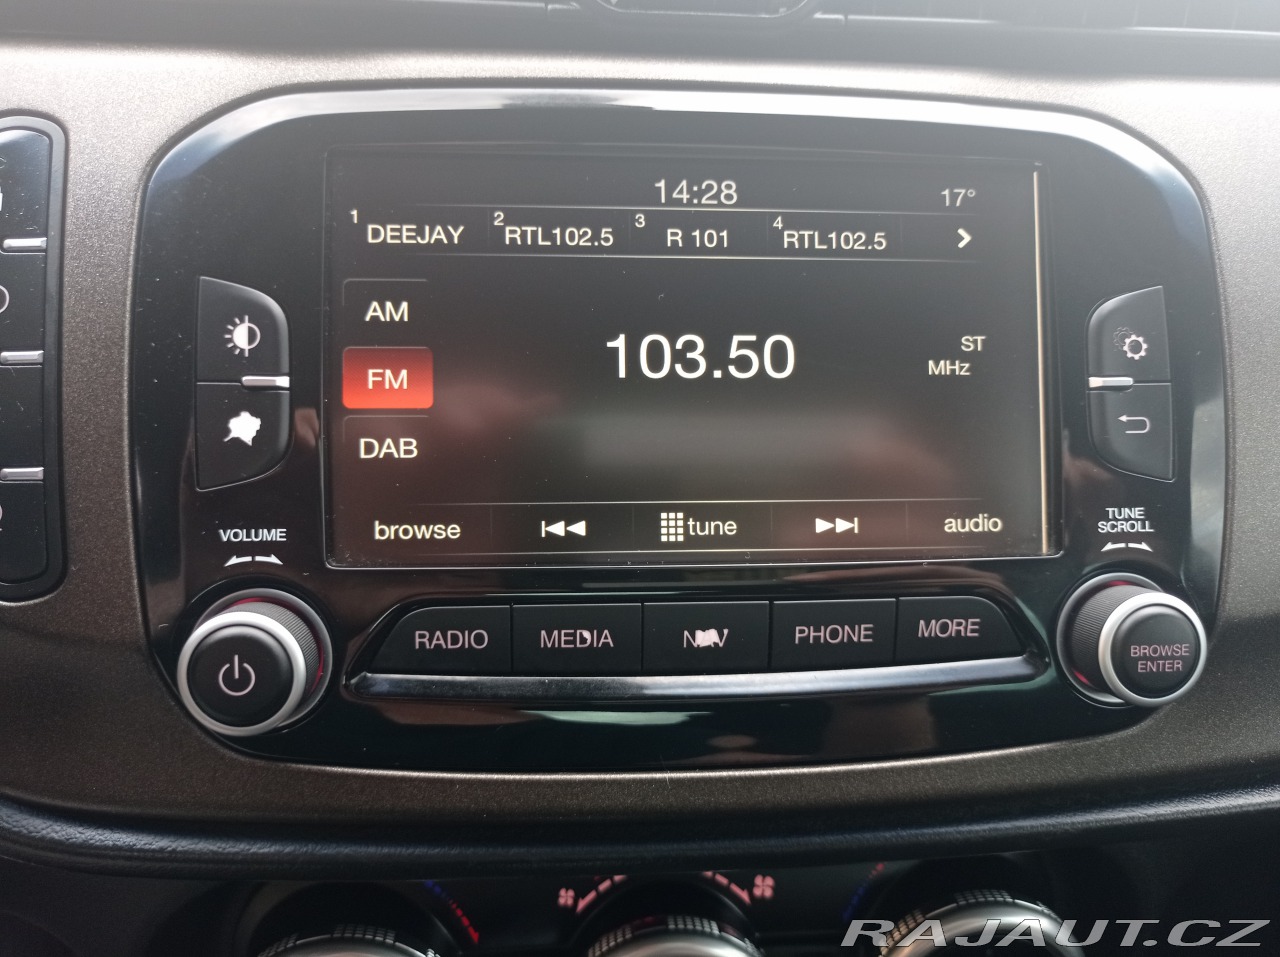 14:28 17°
1 DEEJAY 2 RTL102.5 3 R 101 4 RTL102.5
AM
FM
DAB
103.50
ST
MHz
browse tune audio
VOLUME
TUNE
SCROLL
RADIO MEDIA NAV PHONE MORE
BROWSE
ENTER
RAJAUT.CZ